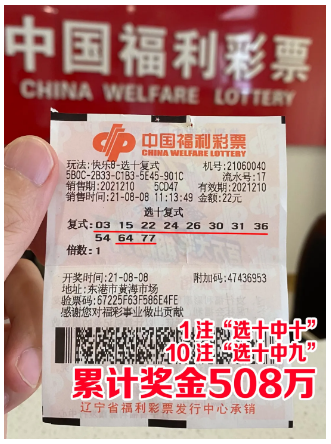 中国福利彩票
CHINA WELFARE LOTTERY
中国福利彩票
CHINA WELFARE LOTTERY
玩法:快乐8-选十复式 机号:21060040
5B0C-2B33-C1B3-5E45-901C 流水号:17
销售期:2021210 5CD47 有效期:2021210
销售时间:21-08-08 11:13:49 金额:22元
选十复式
复式: 03 15 22 24 26 30 31 36
54 64 77
倍数:1
开奖时间:21-08-08 附加码:47436953
地址:东港市黄海市场
验票码:67225F63F586E4FE
感谢您对福彩事业做出贡献
1 注“选十中十”
10 注“选十中九”
累计奖金508万
辽宁省福利彩票发行中心承销